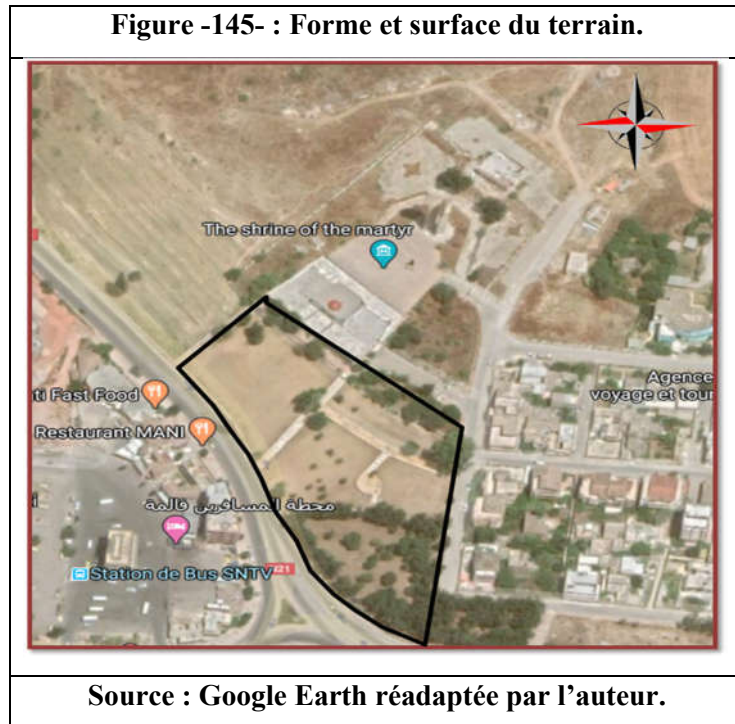 Figure -145- : Forme et surface du terrain.
The shrine of the martyr
ti Fast Food
Restaurant MANI
Agence
voyage et tour
محطة المسافرين قالمة
Station de Bus SNTV
Source : Google Earth réadaptée par l'auteur.